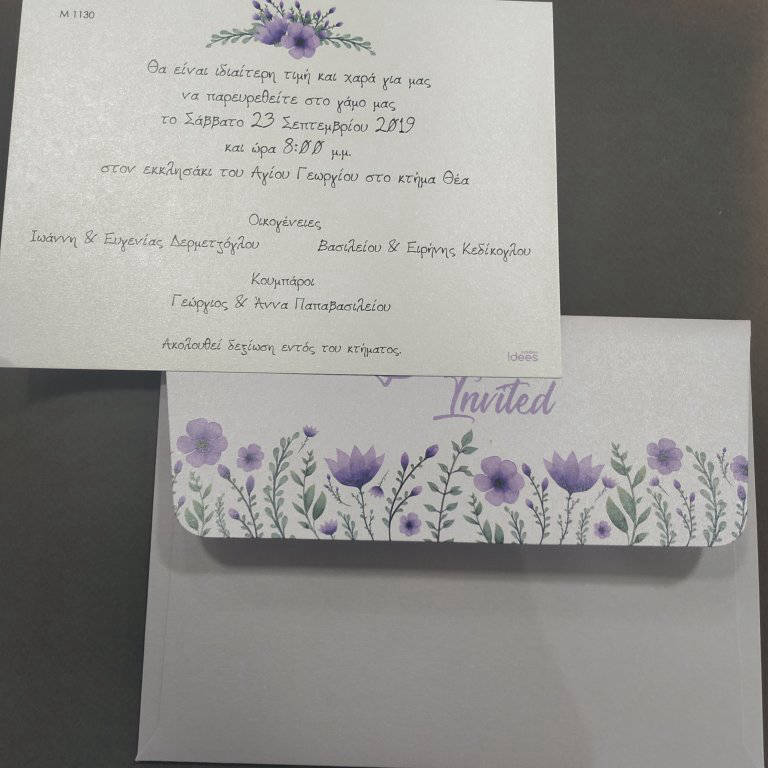 M 1130
Θα είναι ιδιαίτερη τιμή και χαρά για μας
να παρευρεθείτε στο γάμο μας
το Σάββατο 23 Σεπτεμβρίου 2019
και ώρα 8:00 μ.μ.
στον εκκλησάκι του Αγίου Γεωργίου στο κτήμα Θέα
Οικογένειες
Ιωάννη & Ευγενίας Δερμετζόγλου Βασιλείου & Ειρήνης Κεδίκογλου
Κουμπάροι
Γεώργιος & Άννα Παπαβασιλείου
Ακολουθεί δεξίωση εντός του κτήματος.
Idees
Invited